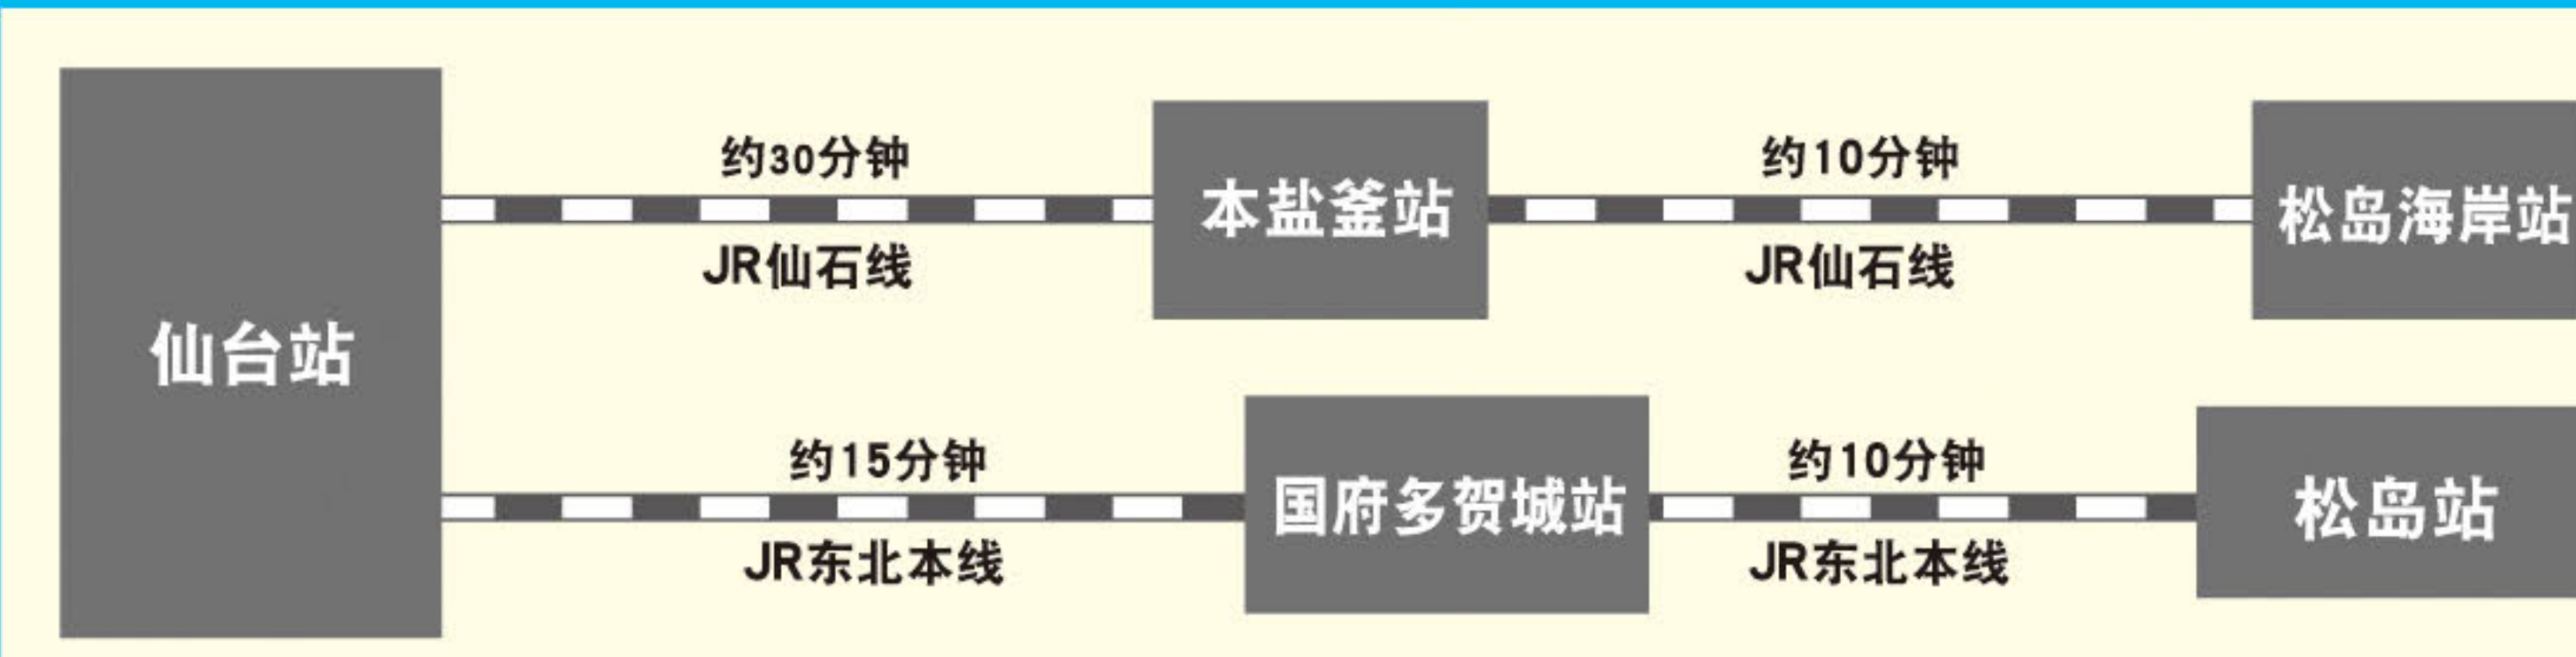 仙台站
约30分钟
JR仙石线
本盐釜站
约10分钟
JR仙石线
松岛海岸站
约15分钟
JR东北本线
国府多贺城站
约10分钟
JR东北本线
松岛站